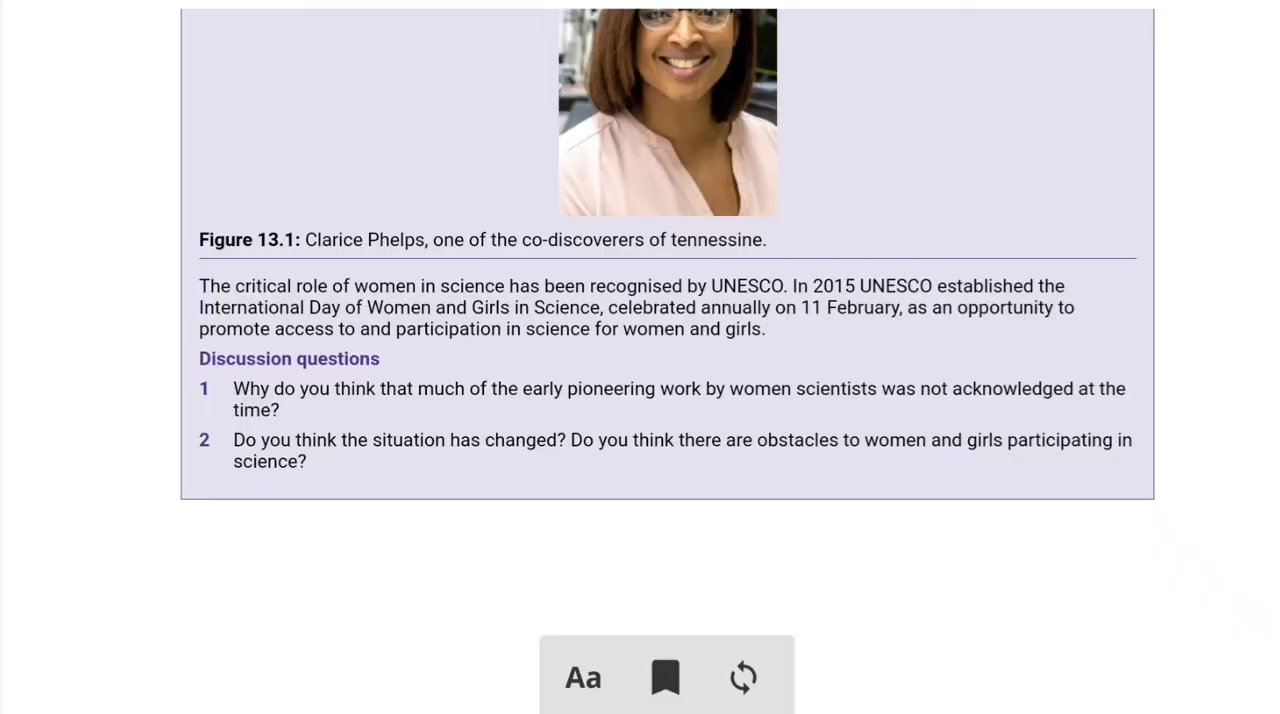 Figure 13.1: Clarice Phelps, one of the co-discoverers of tennessine.
The critical role of women in science has been recognised by UNESCO. In 2015 UNESCO established the
International Day of Women and Girls in Science, celebrated annually on 11 February, as an opportunity to
promote access to and participation in science for women and girls.
Discussion questions
1 Why do you think that much of the early pioneering work by women scientists was not acknowledged at the
time?
2 Do you think the situation has changed? Do you think there are obstacles to women and girls participating in
science?
Aa